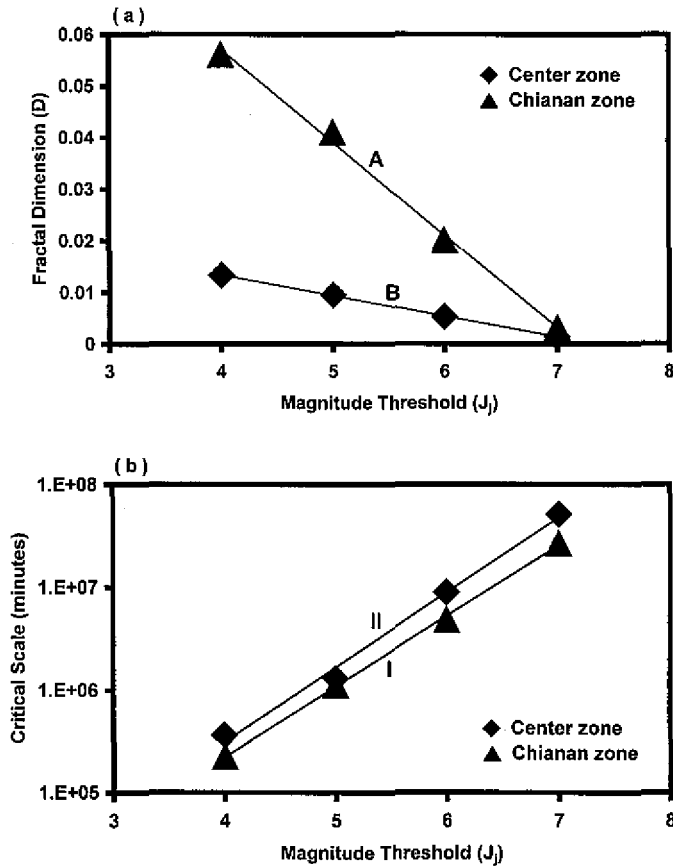 ( a )
0.06
0.05
0.04
0.03
0.02
0.01
0
Fractal Dimension (D)
Center zone
Chianan zone
A
B
3 4 5 6 7 8
Magnitude Threshold (Jj)
( b )
1.E+08
1.E+07
1.E+06
1.E+05
Critical Scale (minutes)
II
I
Center zone
Chianan zone
3 4 5 6 7 8
Magnitude Threshold (Jj)